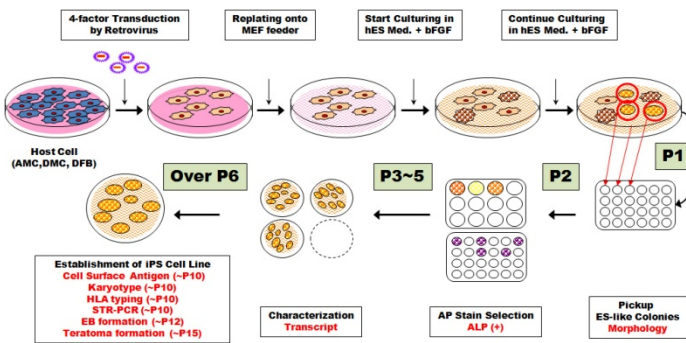 4-factor Transduction
by Retrovirus
Replating onto
MEF feeder
Start Culturing in
hES Med. + bFGF
Continue Culturing
in hES Med. + bFGF
Host Cell
(AMC,DMC, DFB)
P1
Over P6
P3~5
P2
Establishment of iPS Cell Line
Cell Surface Antigen (~P10)
Karyotype (~P10)
HLA typing (~P10)
STR-PCR (~P10)
EB formation (~P12)
Teratoma formation (~P15)
Characterization
Transcript
AP Stain Selection
ALP (+)
Pickup
ES-like Colonies
Morphology